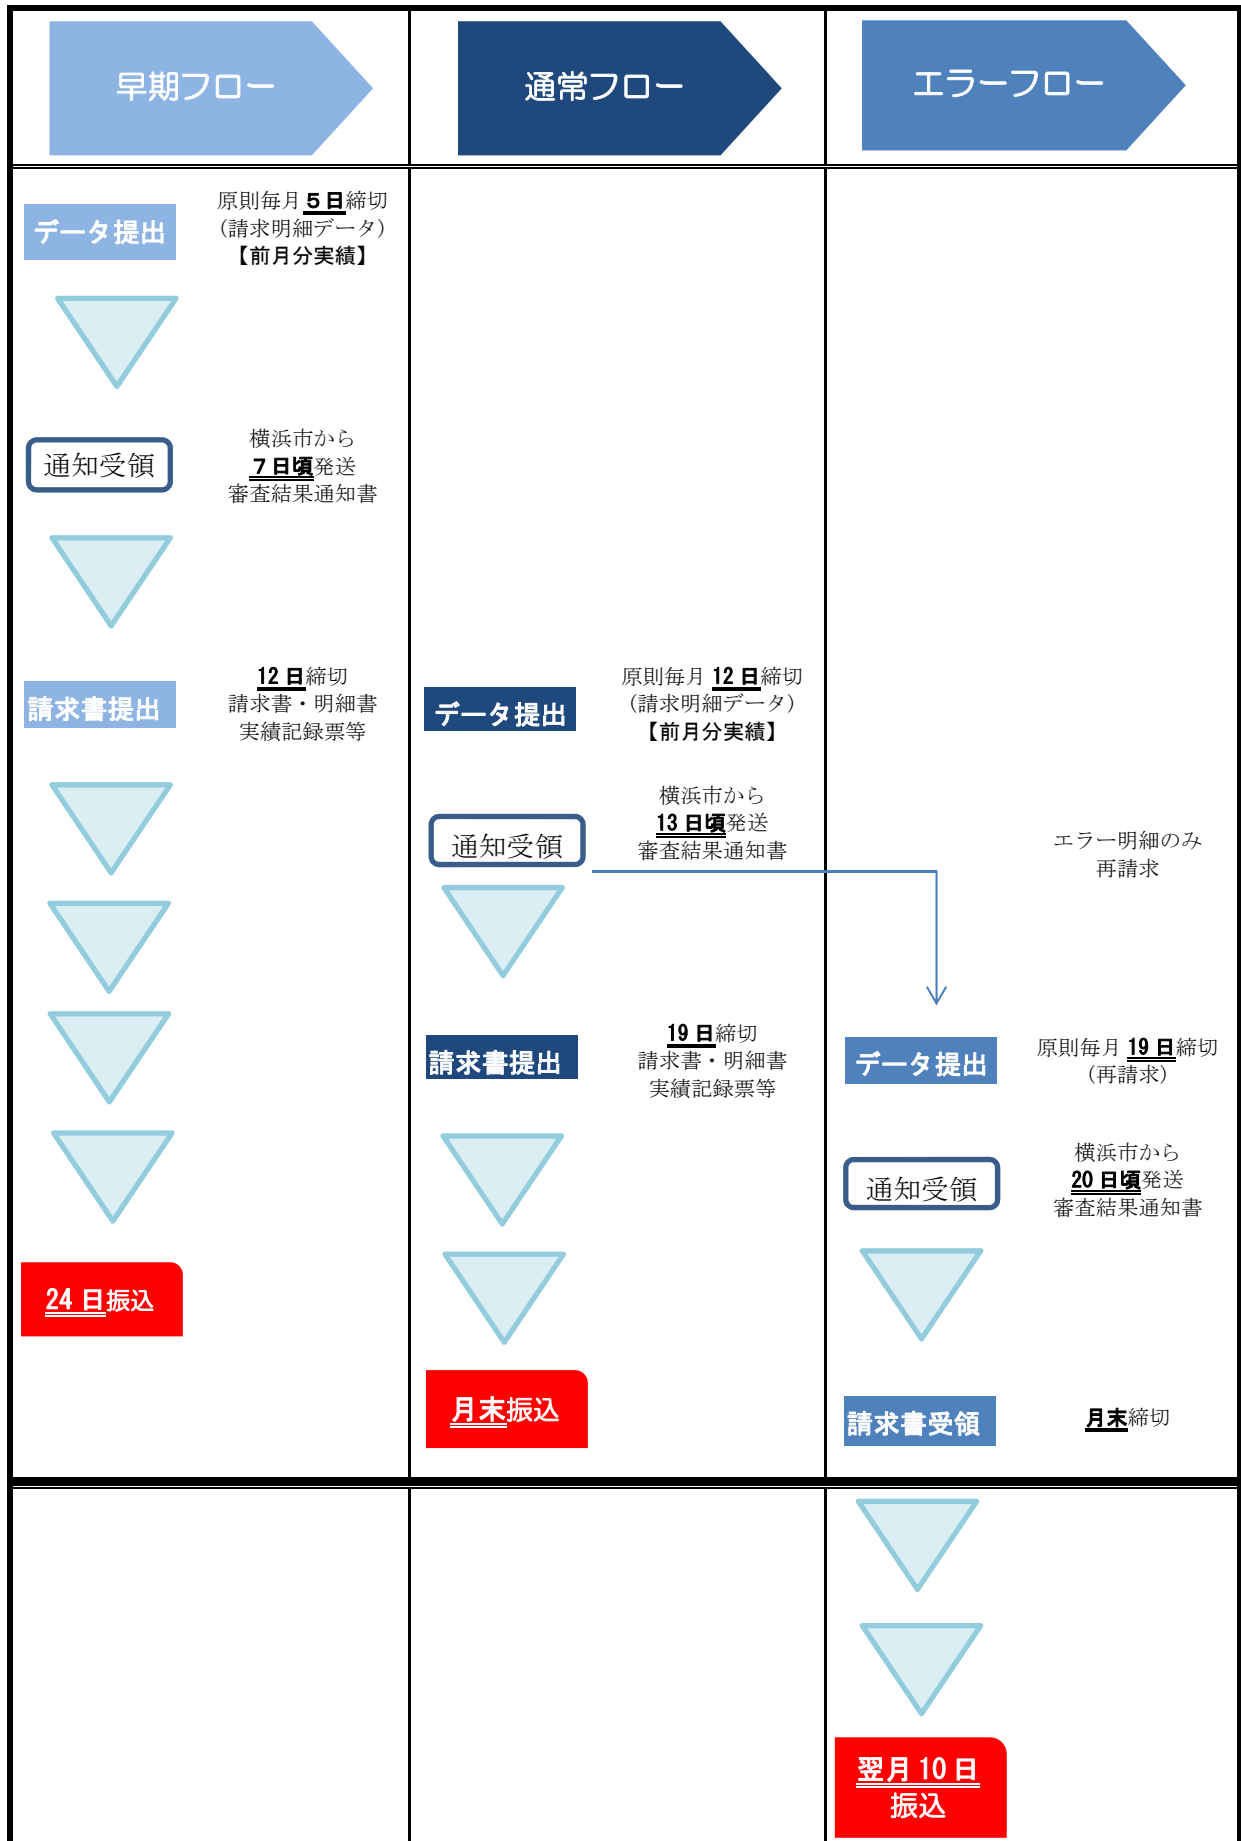 早期フロー
通常フロー
エラーフロー
データ提出
原則毎月５日締切
（請求明細データ）
【前月分実績】
通知受領
横浜市から
７日頃発送
審査結果通知書
請求書提出
12日締切
請求書・明細書
実績記録票等
24日振込
データ提出
原則毎月12日締切
（請求明細データ）
【前月分実績】
通知受領
横浜市から
13日頃発送
審査結果通知書
請求書提出
19日締切
請求書・明細書
実績記録票等
月末振込
エラー明細のみ
再請求
データ提出
原則毎月19日締切
（再請求）
通知受領
横浜市から
20日頃発送
審査結果通知書
請求書受領
月末締切
翌月10日
振込